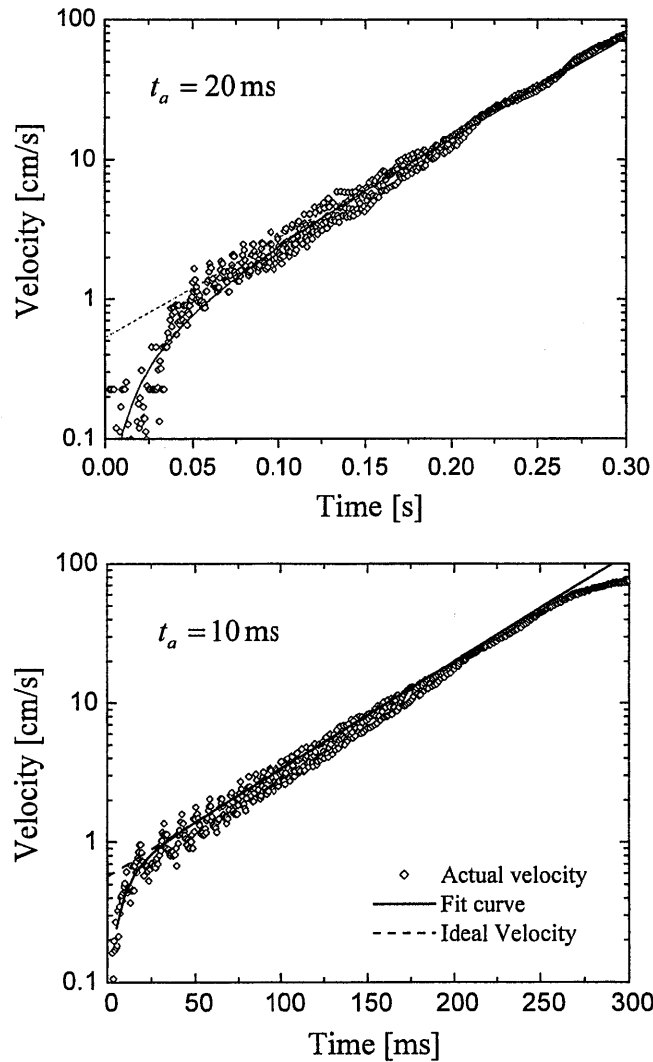 100
10
1
0.1
Velocity [cm/s]
t_a = 20 ms
0.00 0.05 0.10 0.15 0.20 0.25 0.30
Time [s]
100
10
1
0.1
Velocity [cm/s]
t_a = 10 ms
Actual velocity
Fit curve
Ideal Velocity
0 50 100 150 200 250 300
Time [ms]